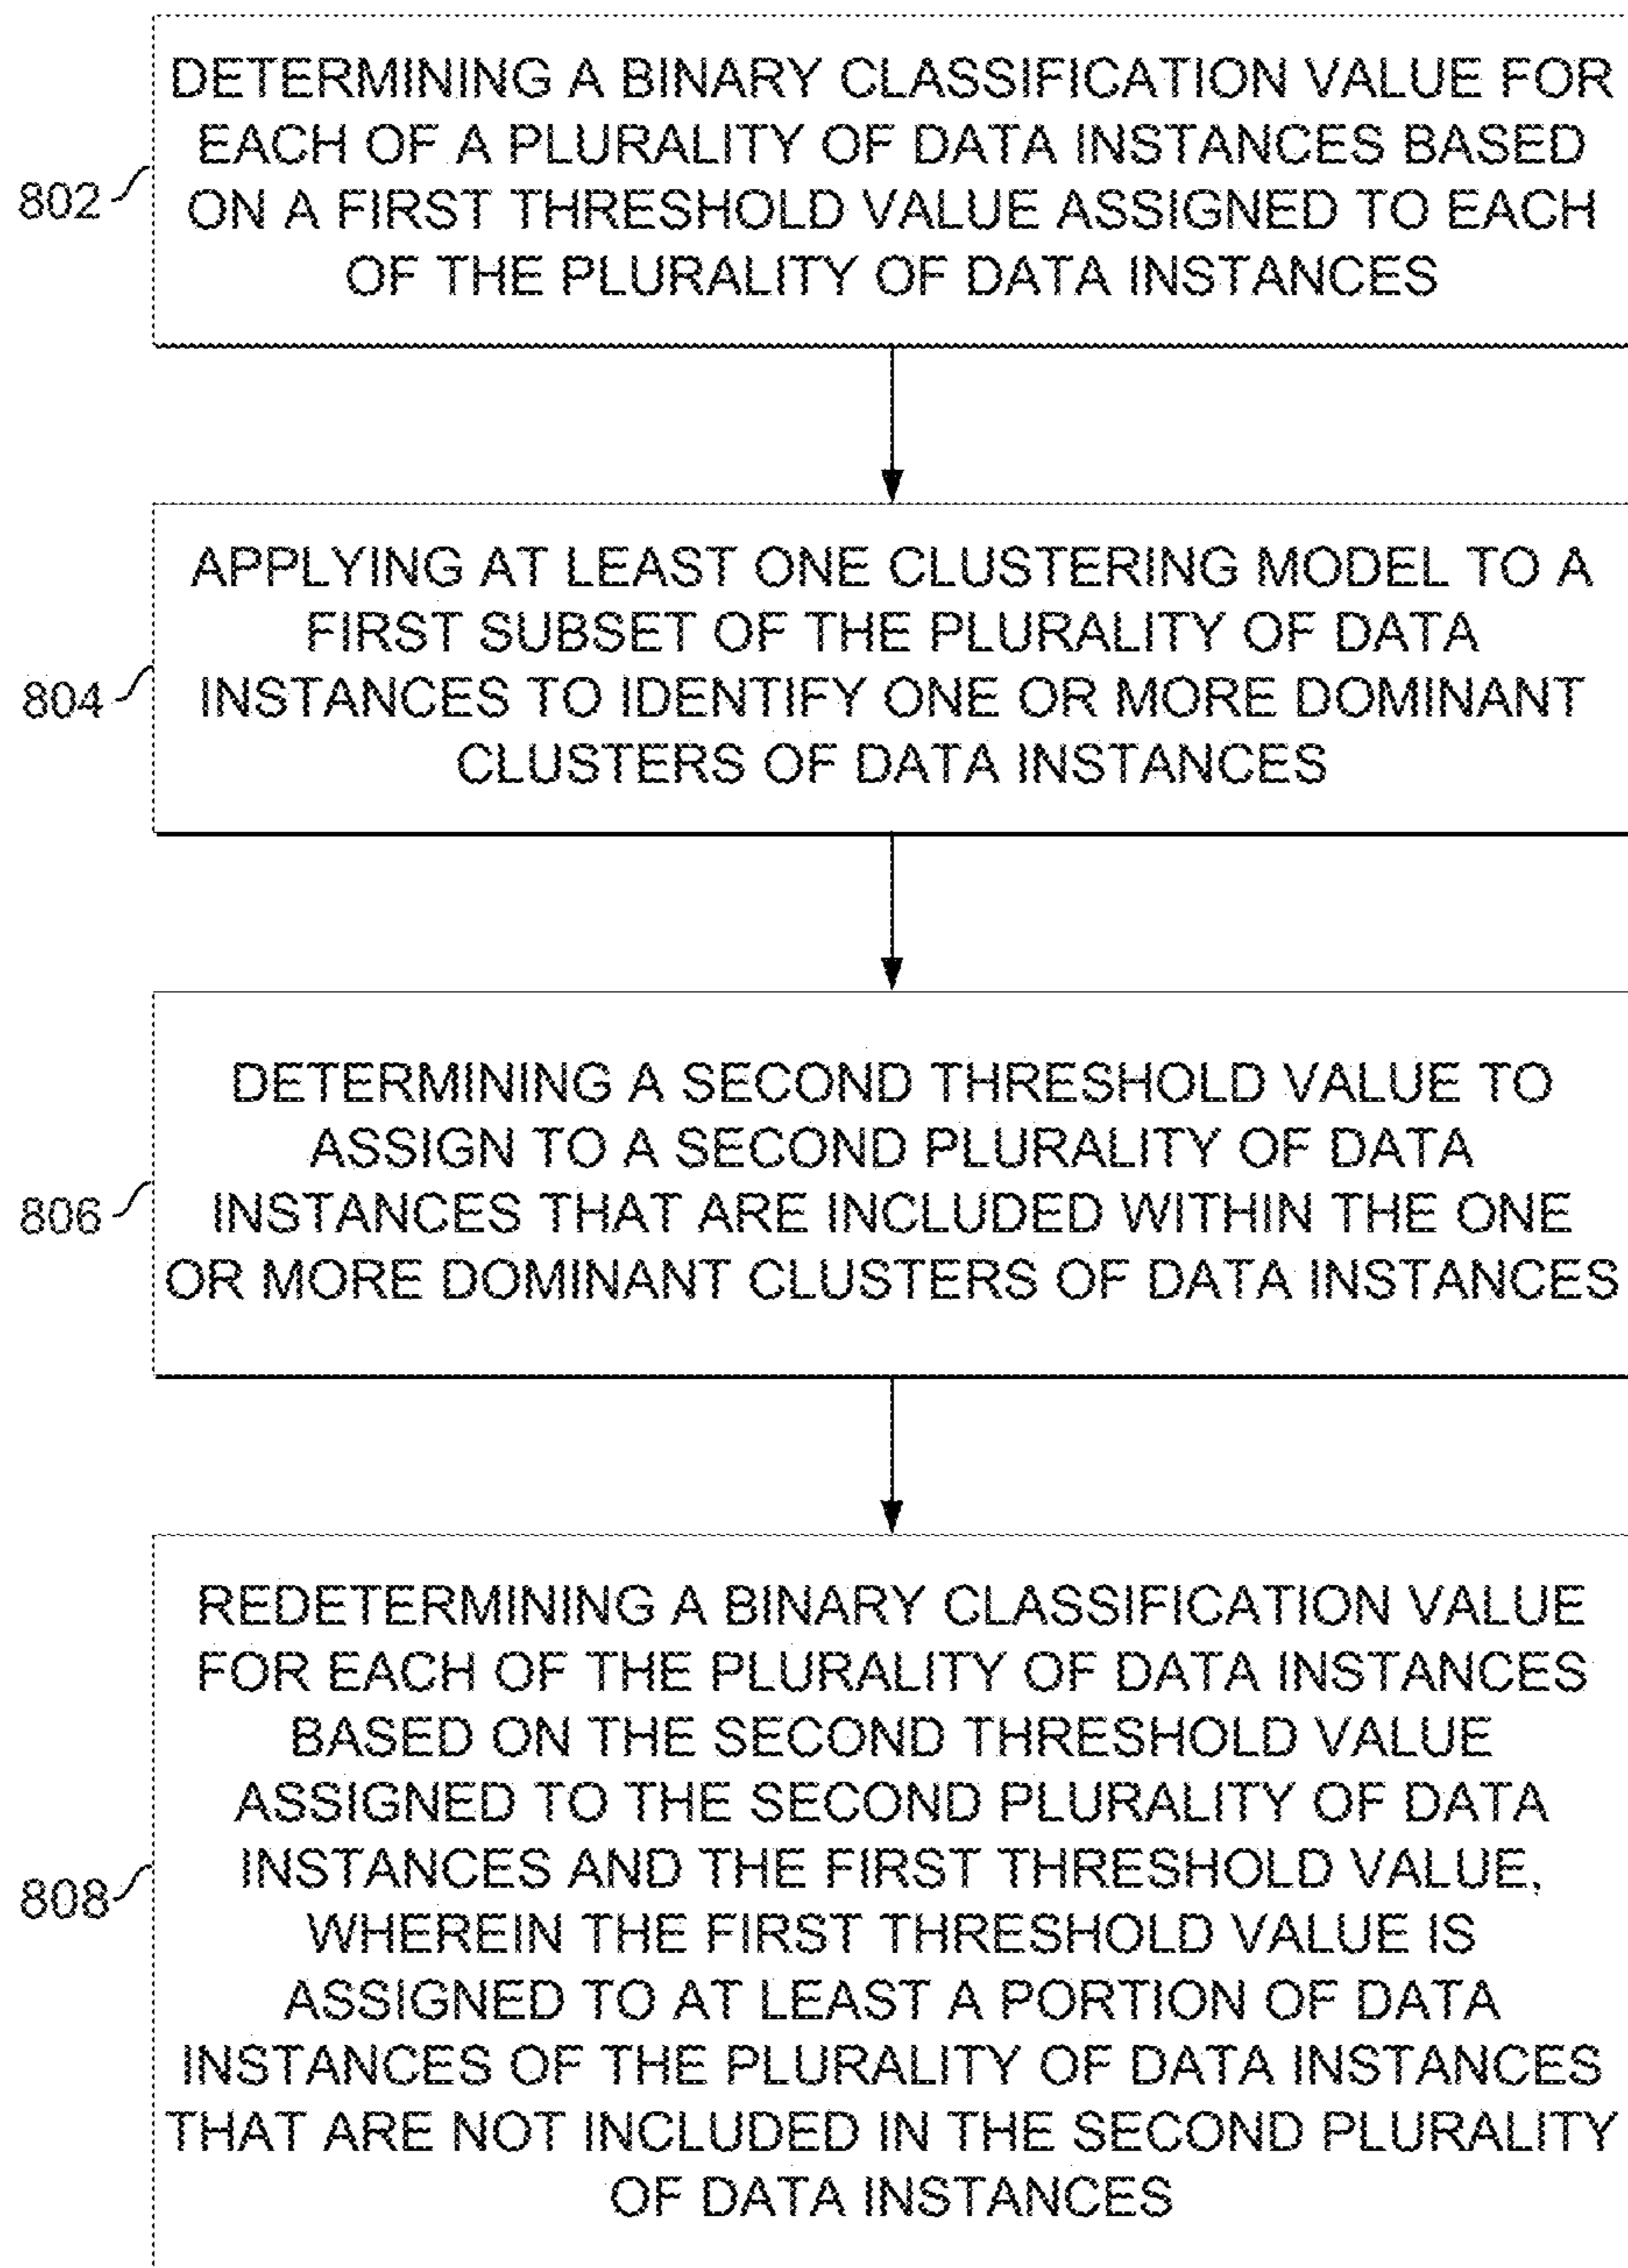 DETERMINING A BINARY CLASSIFICATION VALUE FOR
EACH OF A PLURALITY OF DATA INSTANCES BASED
ON A FIRST THRESHOLD VALUE ASSIGNED TO EACH
OF THE PLURALITY OF DATA INSTANCES
802
APPLYING AT LEAST ONE CLUSTERING MODEL TO A
FIRST SUBSET OF THE PLURALITY OF DATA
INSTANCES TO IDENTIFY ONE OR MORE DOMINANT
CLUSTERS OF DATA INSTANCES
804
DETERMINING A SECOND THRESHOLD VALUE TO
ASSIGN TO A SECOND PLURALITY OF DATA
INSTANCES THAT ARE INCLUDED WITHIN THE ONE
OR MORE DOMINANT CLUSTERS OF DATA INSTANCES
806
REDETERMINING A BINARY CLASSIFICATION VALUE
FOR EACH OF THE PLURALITY OF DATA INSTANCES
BASED ON THE SECOND THRESHOLD VALUE
ASSIGNED TO THE SECOND PLURALITY OF DATA
INSTANCES AND THE FIRST THRESHOLD VALUE,
WHEREIN THE FIRST THRESHOLD VALUE IS
ASSIGNED TO AT LEAST A PORTION OF DATA
INSTANCES OF THE PLURALITY OF DATA INSTANCES
THAT ARE NOT INCLUDED IN THE SECOND PLURALITY
OF DATA INSTANCES
808